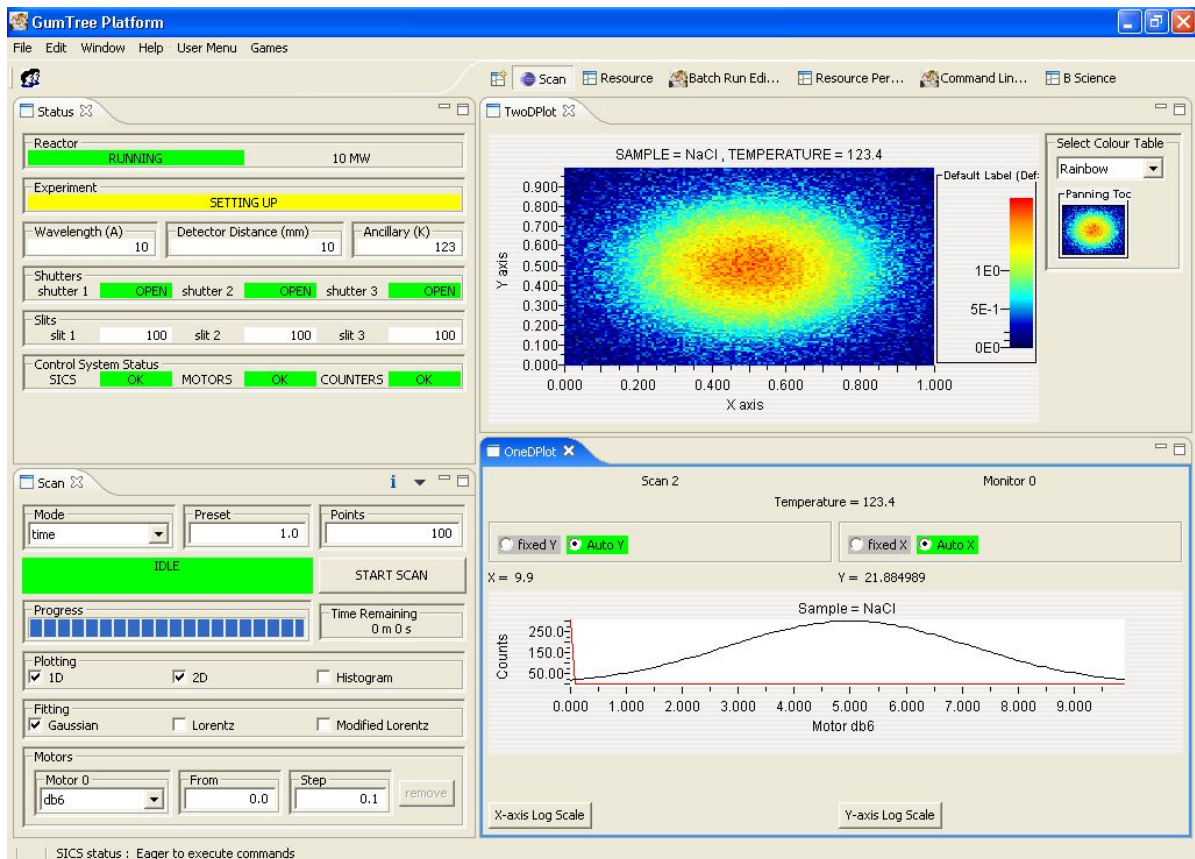 GumTree Platform
File Edit Window Help User Menu Games
Scan Resource Batch Run Edi... Resource Per... Command Lin... B Science
Status
Reactor
RUNNING 10 MW
Experiment
SETTING UP
Wavelength (A) Detector Distance (mm) Ancillary (K)
10 10 123
Shutters
shutter 1 OPEN shutter 2 OPEN shutter 3 OPEN
Slits
slit 1 100 slit 2 100 slit 3 100
Control System Status
SICS OK MOTORS OK COUNTERS OK
TwoDPlot
SAMPLE = NaCl , TEMPERATURE = 123.4
Y axis
0.900
0.800
0.700
0.600
0.500
0.400
0.300
0.200
0.100
0.000
0.000 0.200 0.400 0.600 0.800 1.000
X axis
Default Label (Def:
1E0
5E-1
0E0
Select Colour Table
Rainbow
Panning Toc
Scan
Mode Preset Points
time 1.0 100
IDLE START SCAN
Progress Time Remaining
0 m 0 s
Plotting
1D 2D Histogram
Fitting
Gaussian Lorentz Modified Lorentz
Motors
Motor 0 From Step
db6 0.0 0.1 remove
OneDPlot
Scan 2 Monitor 0
Temperature = 123.4
fixed Y Auto Y fixed X Auto X
X = 9.9 Y = 21.884989
Sample = NaCl
Counts
250.0
150.0
50.00
0.000 1.000 2.000 3.000 4.000 5.000 6.000 7.000 8.000 9.000
Motor db6
X-axis Log Scale Y-axis Log Scale
SICS status : Eager to execute commands